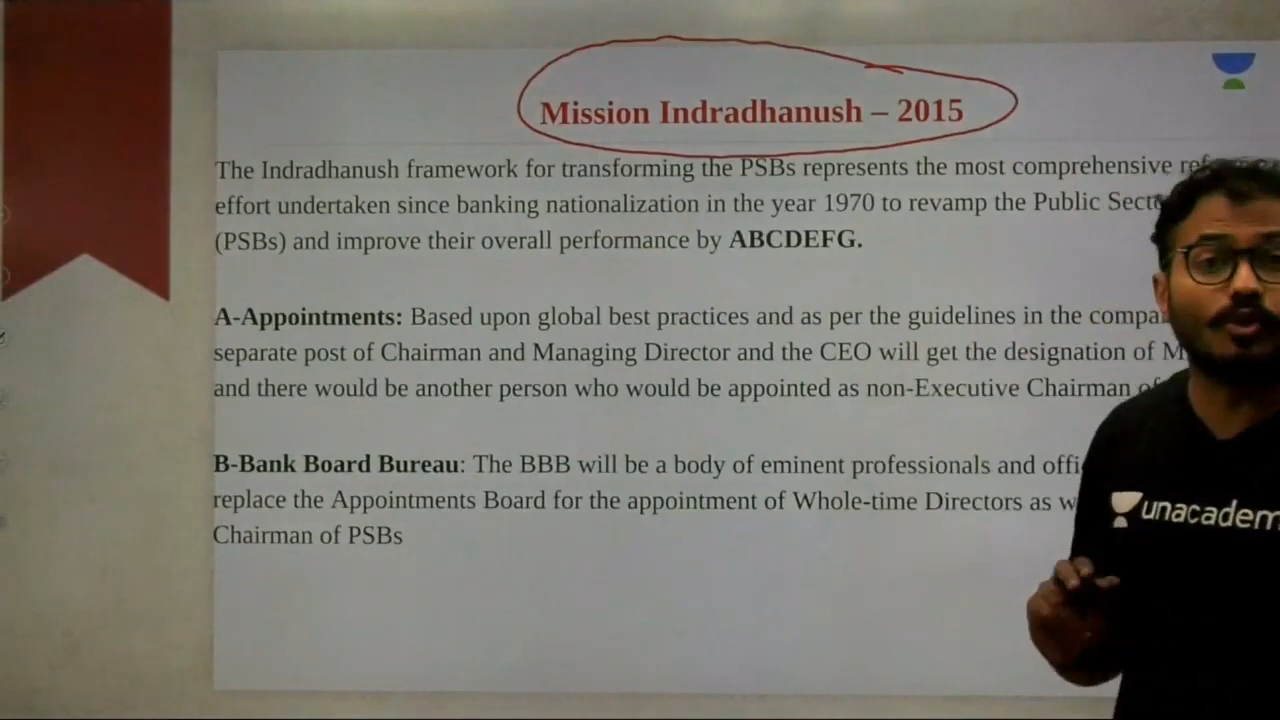 Mission Indradhanush – 2015
The Indradhanush framework for transforming the PSBs represents the most comprehensive
effort undertaken since banking nationalization in the year 1970 to revamp the Public
(PSBs) and improve their overall performance by ABCDEFG.
A-Appointments: Based upon global best practices and as per the guidelines in the
separate post of Chairman and Managing Director and the CEO will get the designation of
and there would be another person who would be appointed as non-Executive Chairman
B-Bank Board Bureau: The BBB will be a body of eminent professionals and
replace the Appointments Board for the appointment of Whole-time Directors as
Chairman of PSBs
unacadem